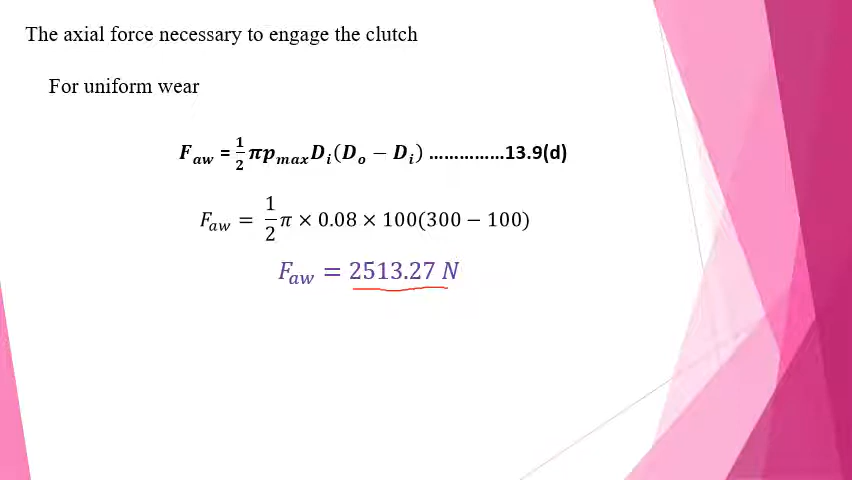 The axial force necessary to engage the clutch
For uniform wear
F_aw = 1/2 πp_max D_i(D_o − D_i) ...............13.9(d)
F_aw = 1/2 π × 0.08 × 100(300 − 100)
F_aw = 2513.27 N